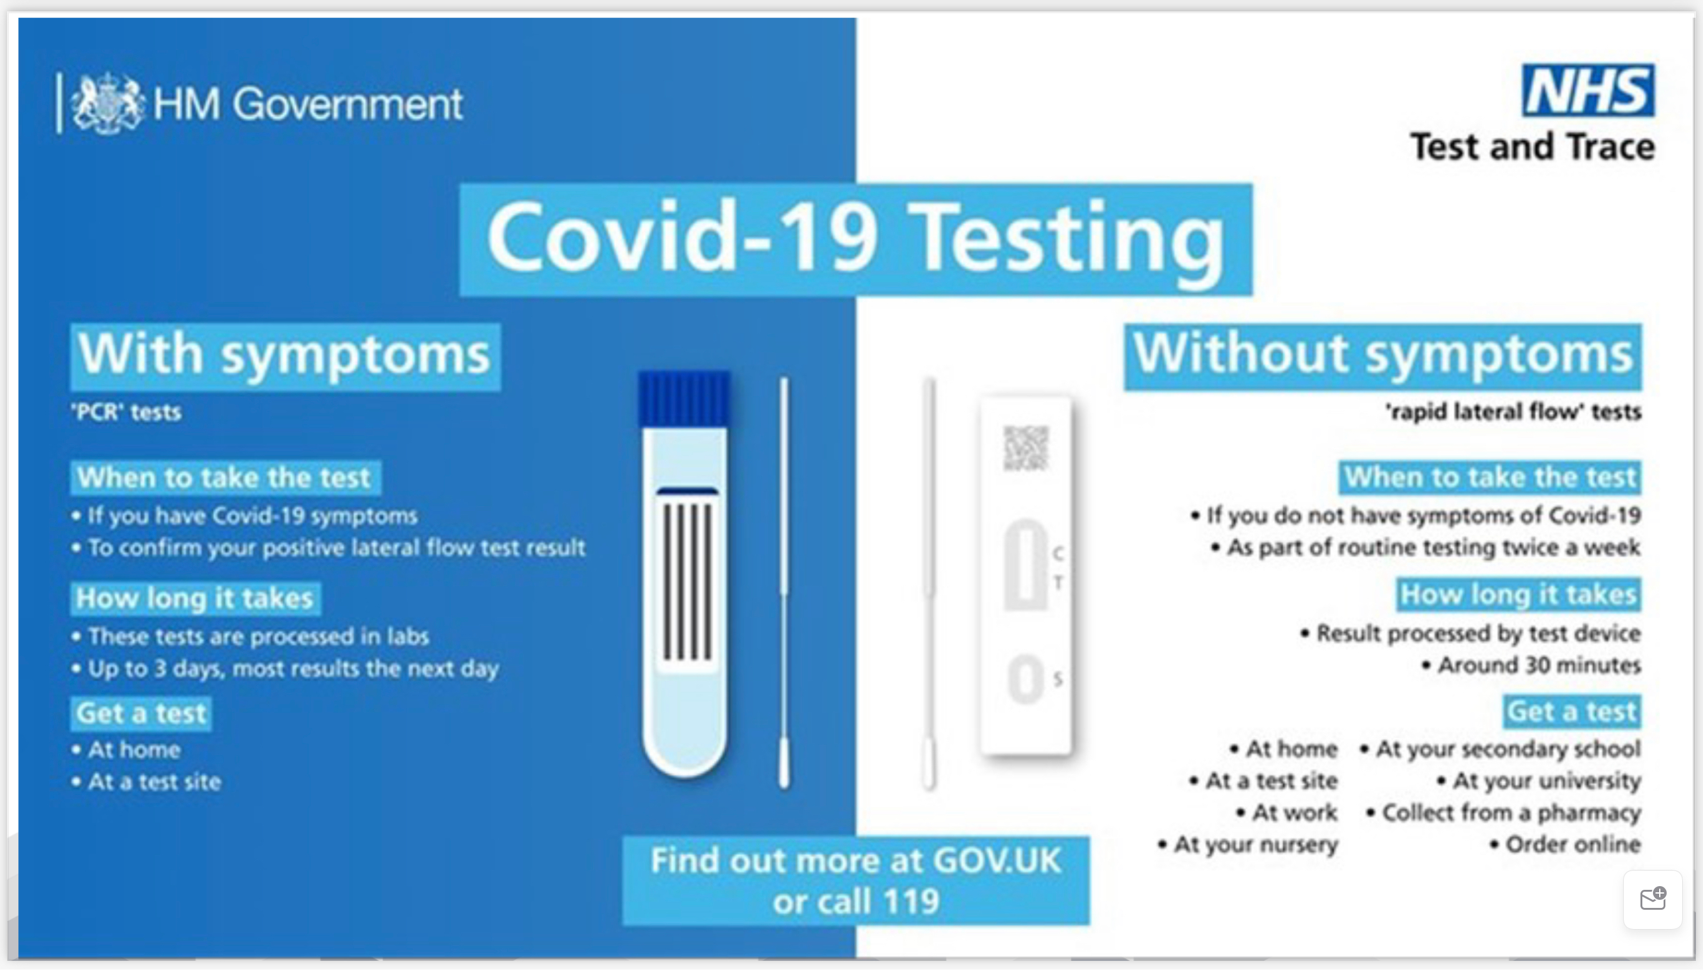 HM Government
NHS
Test and Trace
Covid-19 Testing
With symptoms
'PCR' tests
When to take the test
• If you have Covid-19 symptoms
• To confirm your positive lateral flow test result
How long it takes
• These tests are processed in labs
• Up to 3 days, most results the next day
Get a test
• At home
• At a test site
C
T
S
Without symptoms
'rapid lateral flow' tests
When to take the test
• If you do not have symptoms of Covid-19
• As part of routine testing twice a week
How long it takes
• Result processed by test device
• Around 30 minutes
Get a test
• At home • At your secondary school
• At a test site • At your university
• At work • Collect from a pharmacy
• At your nursery • Order online
Find out more at GOV.UK
or call 119